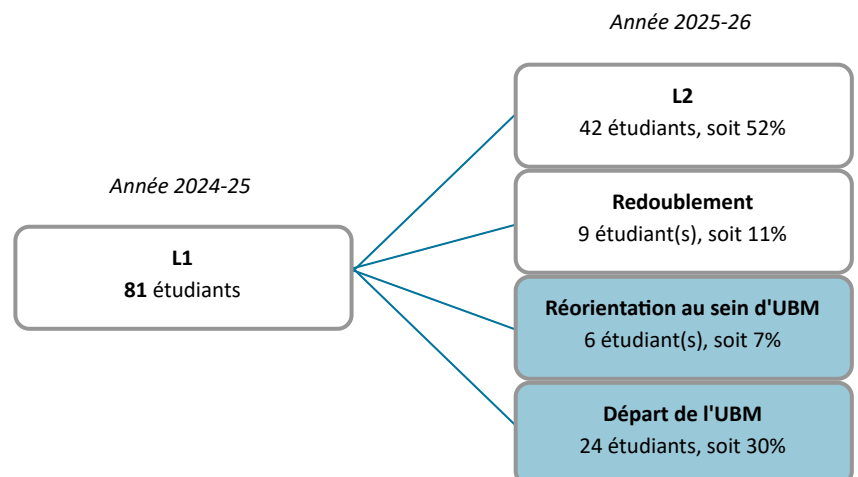 Année 2025-26
L2
42 étudiants, soit 52%
Année 2024-25
Redoublement
9 étudiant(s), soit 11%
L1
81 étudiants
Réorientation au sein d'UBM
6 étudiant(s), soit 7%
Départ de l'UBM
24 étudiants, soit 30%